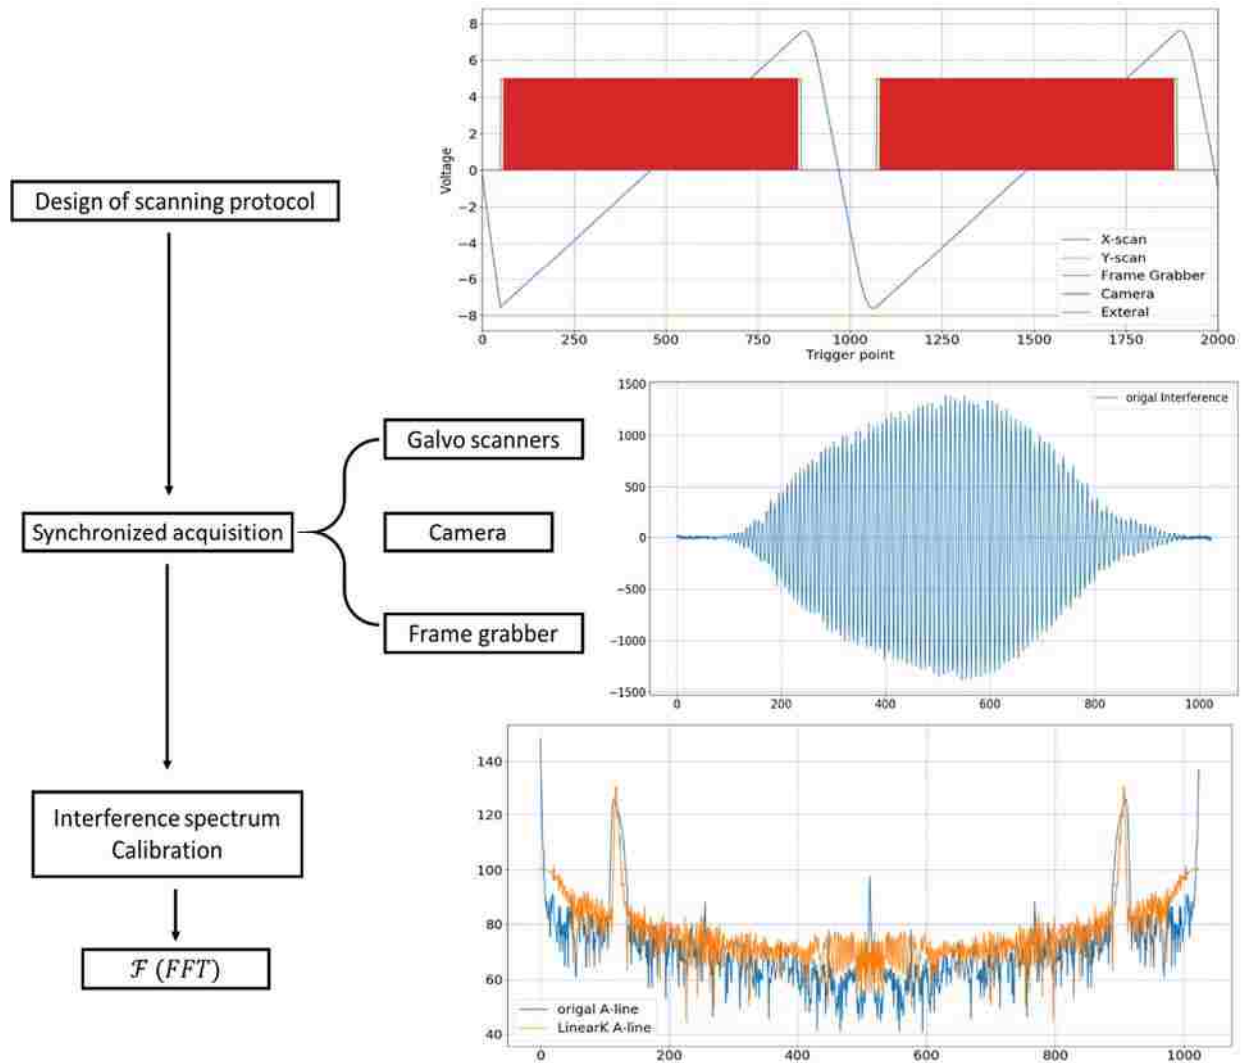 8
6
4
2
0
−2
−4
−6
−8
Voltage
X-scan
Y-scan
Frame Grabber
Camera
Exteral
0
250
500
750
1000
1250
1500
1750
2000
Trigger point
Design of scanning protocol
1500
1000
500
0
−500
−1000
−1500
origal Interference
0
200
400
600
800
1000
Galvo scanners
Synchronized acquisition
Camera
Frame grabber
140
120
100
80
60
40
origal A-line
LinearK A-line
0
200
400
600
800
1000
Interference spectrum
Calibration
ℱ (FFT)